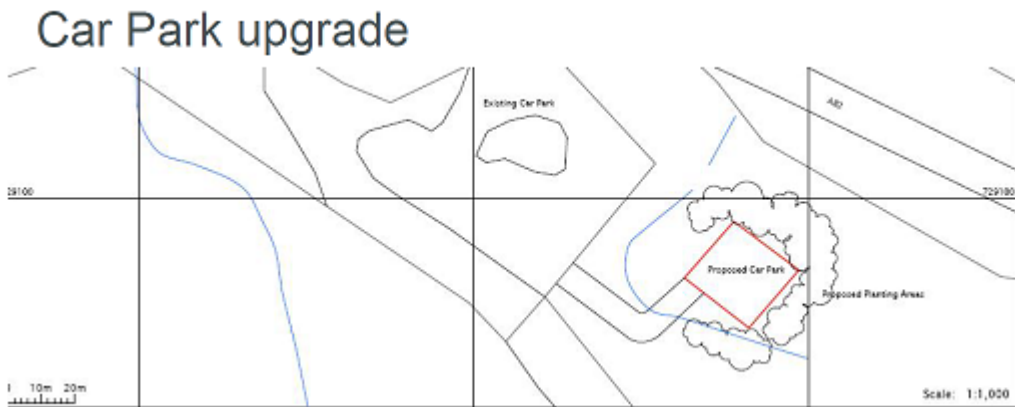 Car Park upgrade
Existing Car Park
A82
29100
729100
Proposed Car Park
Proposed Planting Areas
10m 20m
Scale: 1:1,000